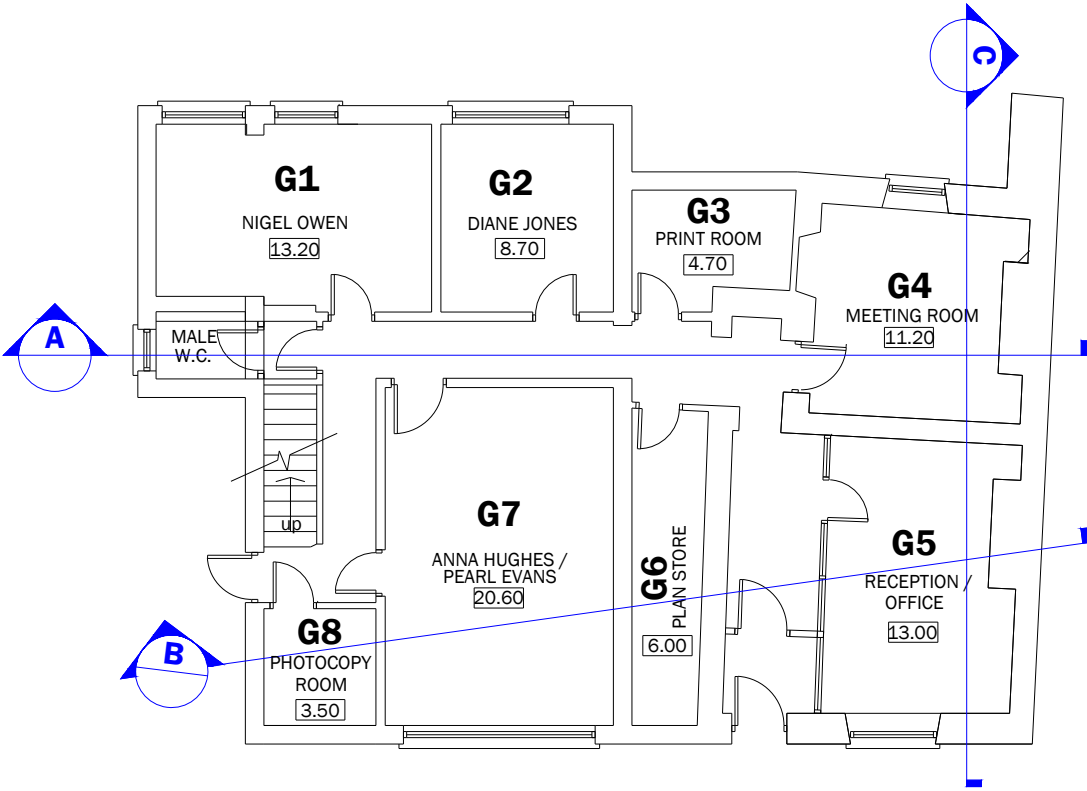 C
G1
NIGEL OWEN
13.20
G2
DIANE JONES
8.70
G3
PRINT ROOM
4.70
G4
MEETING ROOM
11.20
A
MALE
W.C.
up
G7
ANNA HUGHES /
PEARL EVANS
20.60
G6
PLAN STORE
6.00
G5
RECEPTION /
OFFICE
13.00
B
G8
PHOTOCOPY
ROOM
3.50